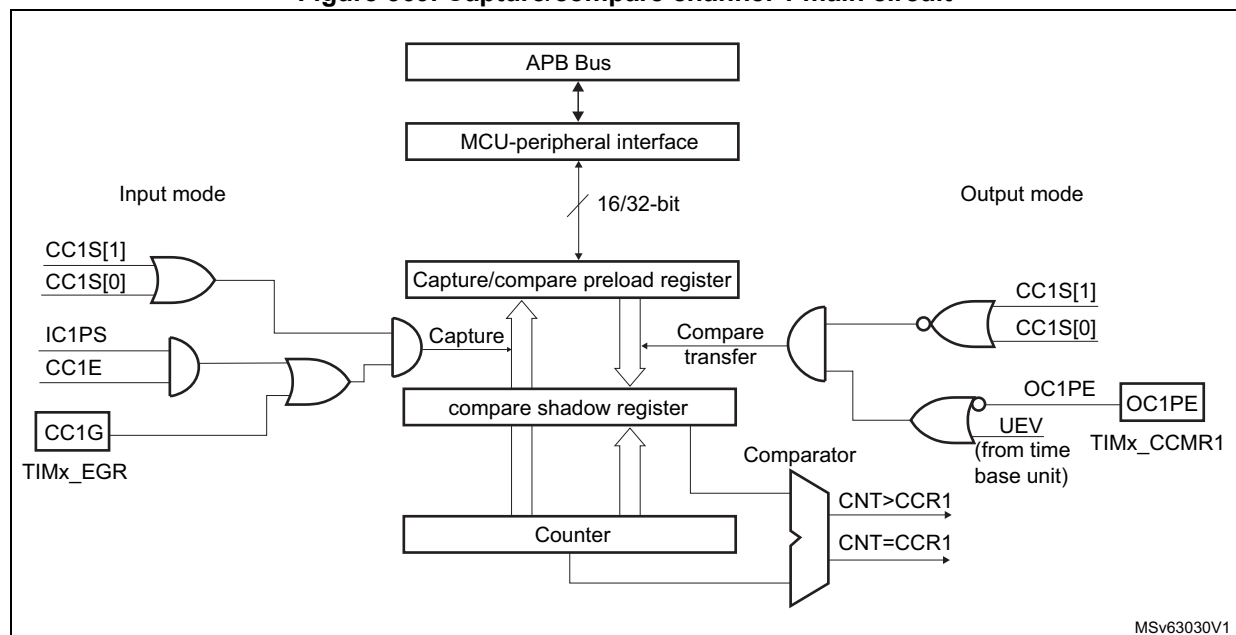 APB Bus
MCU-peripheral interface
Input mode
Output mode
16/32-bit
CC1S[1]
CC1S[0]
Capture/compare preload register
CC1S[1]
CC1S[0]
IC1PS
CC1E
Capture
Compare
transfer
CC1G
TIMx_EGR
compare shadow register
OC1PE
OC1PE
UEV
(from time
base unit)
TIMx_CCMR1
Comparator
CNT>CCR1
Counter
CNT=CCR1
MSv63030V1